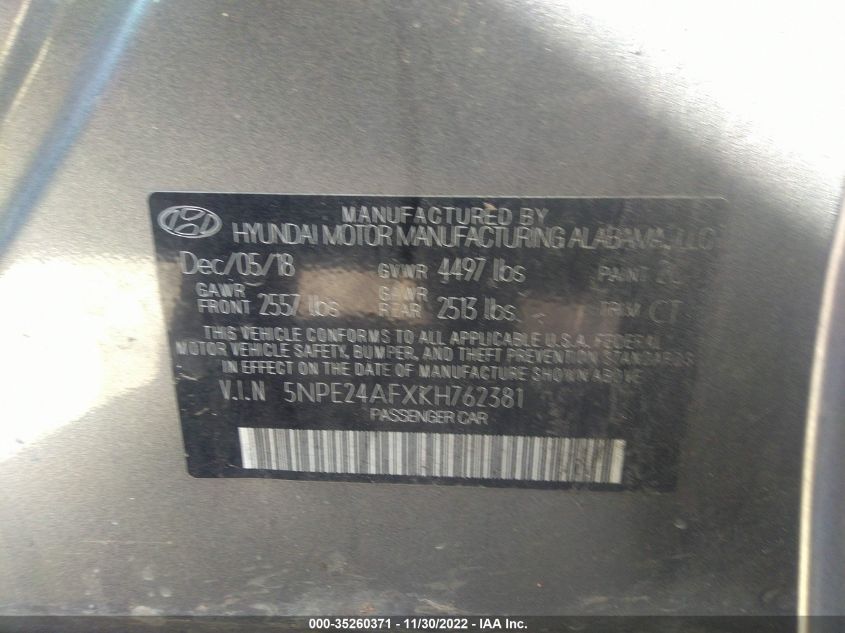 MANUFACTURED BY
HYUNDAI MOTOR MANUFACTURING ALABAMA, LLC
Dec/05/18 GVWR 4497 lbs PAINT
GAWR FRONT 2557 lbs GAWR REAR 2513 lbs TRIM CT
THIS VEHICLE CONFORMS TO ALL APPLICABLE U.S.A. FEDERAL
MOTOR VEHICLE SAFETY, BUMPER, AND THEFT PREVENTION STANDARDS
IN EFFECT ON THE DATE OF MANUFACTURE SHOWN ABOVE.
V.I.N 5NPE24AFXKH762381
PASSENGER CAR
000-35260371 - 11/30/2022 - IAA Inc.